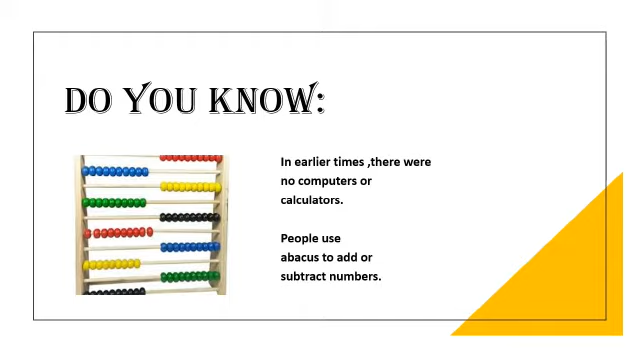 DO YOU KNOW:
In earlier times ,there were
no computers or
calculators.
People use
abacus to add or
subtract numbers.